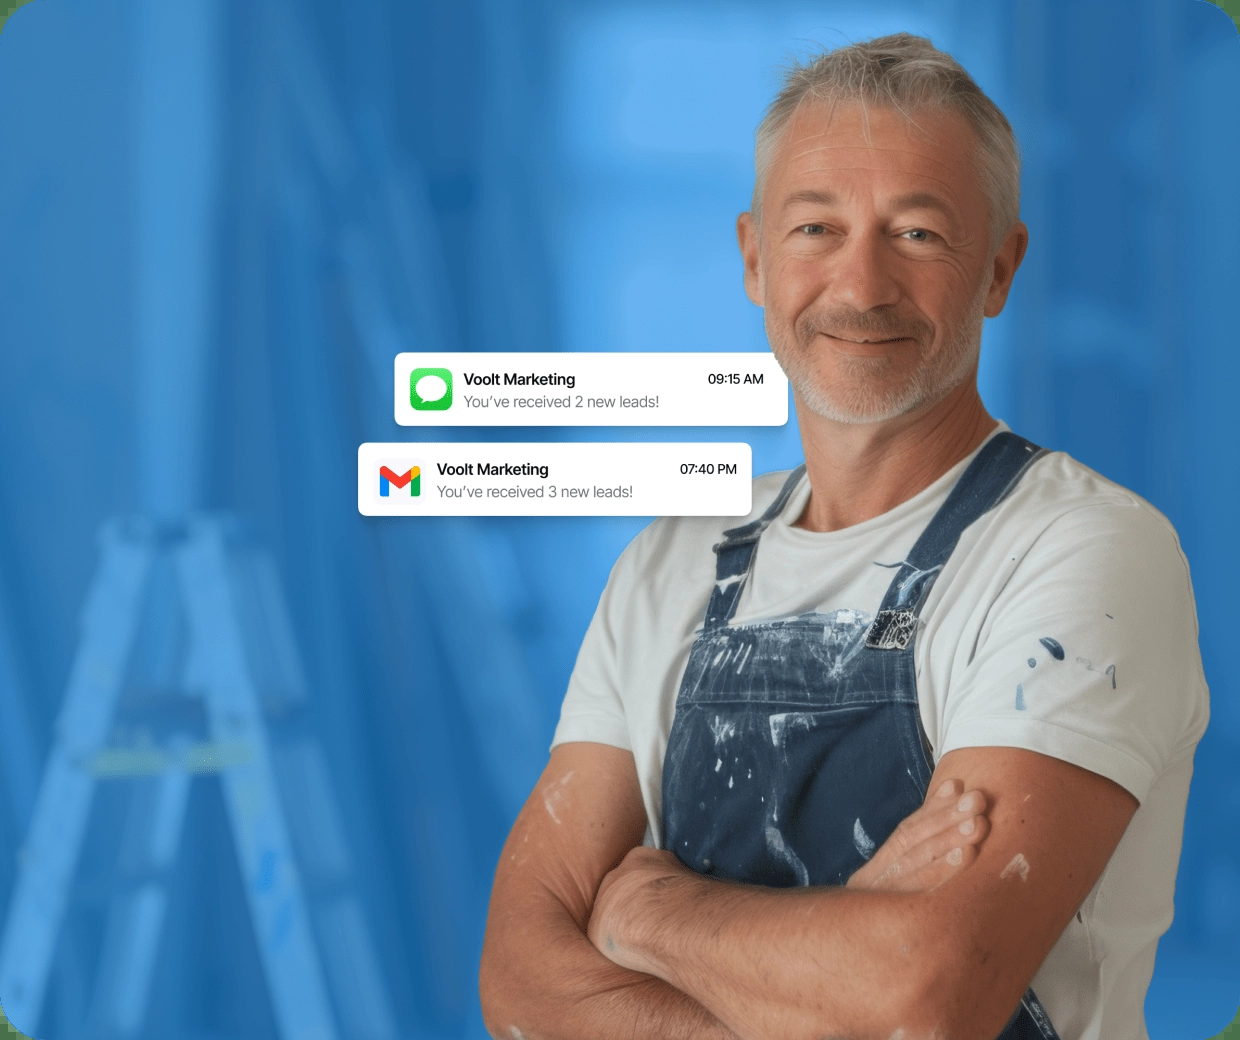 Voolt Marketing 09:15 AM
You've received 2 new leads!
Voolt Marketing 07:40 PM
You've received 3 new leads!